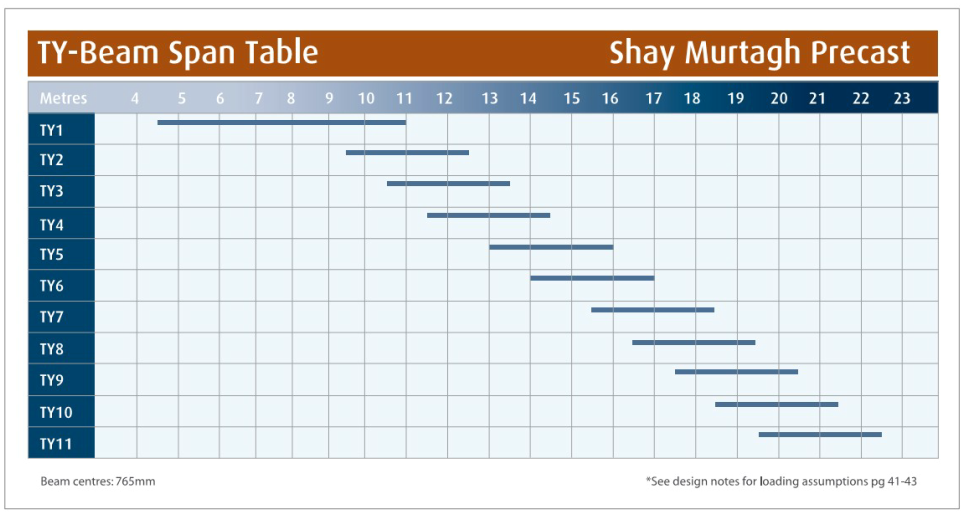 TY-Beam Span Table Shay Murtagh Precast
Metres 4 5 6 7 8 9 10 11 12 13 14 15 16 17 18 19 20 21 22 23
TY1
TY2
TY3
TY4
TY5
TY6
TY7
TY8
TY9
TY10
TY11
Beam centres: 765mm *See design notes for loading assumptions pg 41-43